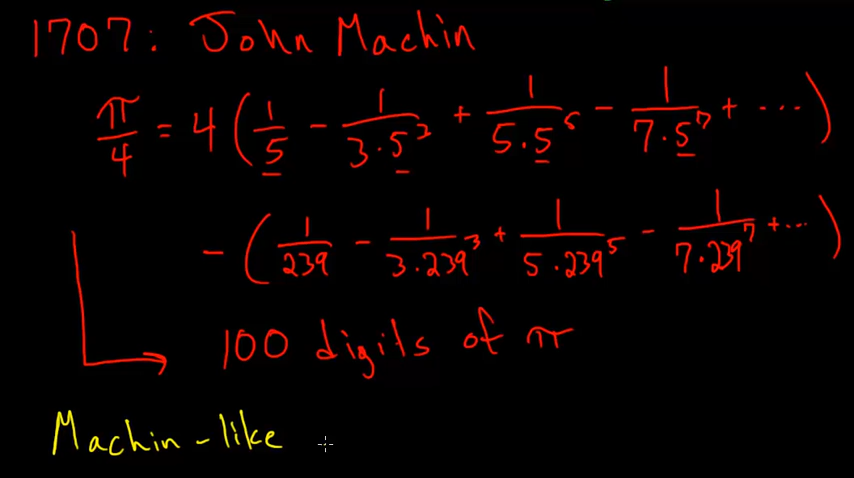 1707: John Machin
π/4 = 4 ( 1/5 − 1/(3·5³) + 1/(5·5⁵) − 1/(7·5⁷) + ··· )
− ( 1/239 − 1/(3·239³) + 1/(5·239⁵) − 1/(7·239⁷) + ··· )
100 digits of π
Machin-like